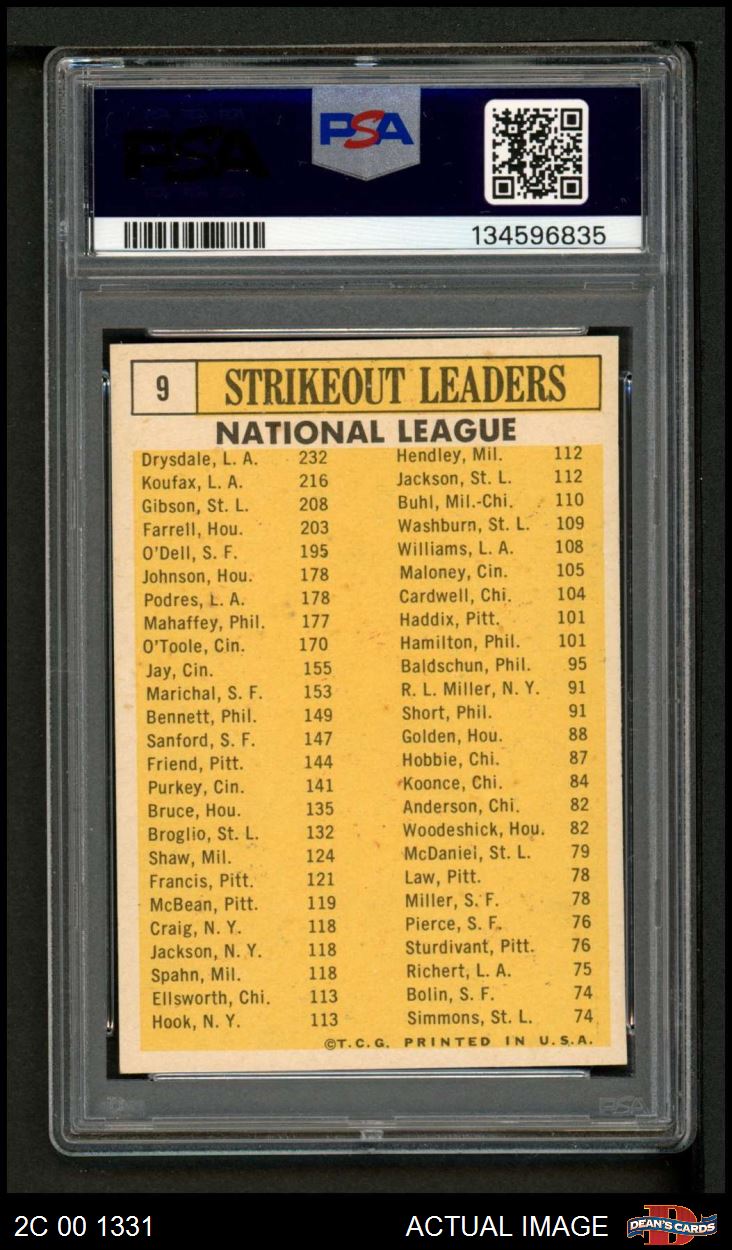 PSA
PSA
134596835
9 STRIKEOUT LEADERS
NATIONAL LEAGUE
Drysdale, L. A. 232
Koufax, L. A. 216
Gibson, St. L. 208
Farrell, Hou. 203
O'Dell, S. F. 195
Johnson, Hou. 178
Podres, L. A. 178
Mahaffey, Phil. 177
O'Toole, Cin. 170
Jay, Cin. 155
Marichal, S. F. 153
Bennett, Phil. 149
Sanford, S. F. 147
Friend, Pitt. 144
Purkey, Cin. 141
Bruce, Hou. 135
Broglio, St. L. 132
Shaw, Mil. 124
Francis, Pitt. 121
McBean, Pitt. 119
Craig, N. Y. 118
Jackson, N. Y. 118
Spahn, Mil. 118
Ellsworth, Chi. 113
Hook, N. Y. 113
Hendley, Mil. 112
Jackson, St. L. 112
Buhl, Mil.-Chi. 110
Washburn, St. L. 109
Williams, L. A. 108
Maloney, Cin. 105
Cardwell, Chi. 104
Haddix, Pitt. 101
Hamilton, Phil. 101
Baldschun, Phil. 95
R. L. Miller, N. Y. 91
Short, Phil. 91
Golden, Hou. 88
Hobbie, Chi. 87
Koonce, Chi. 84
Anderson, Chi. 82
Woodeshick, Hou. 82
McDaniel, St. L. 79
Law, Pitt. 78
Miller, S. F. 78
Pierce, S. F. 76
Sturdivant, Pitt. 76
Richert, L. A. 75
Bolin, S. F. 74
Simmons, St. L. 74
©T.C.G. PRINTED IN U.S.A.
PSA
2C 00 1331
ACTUAL IMAGE
DEAN'S CARDS